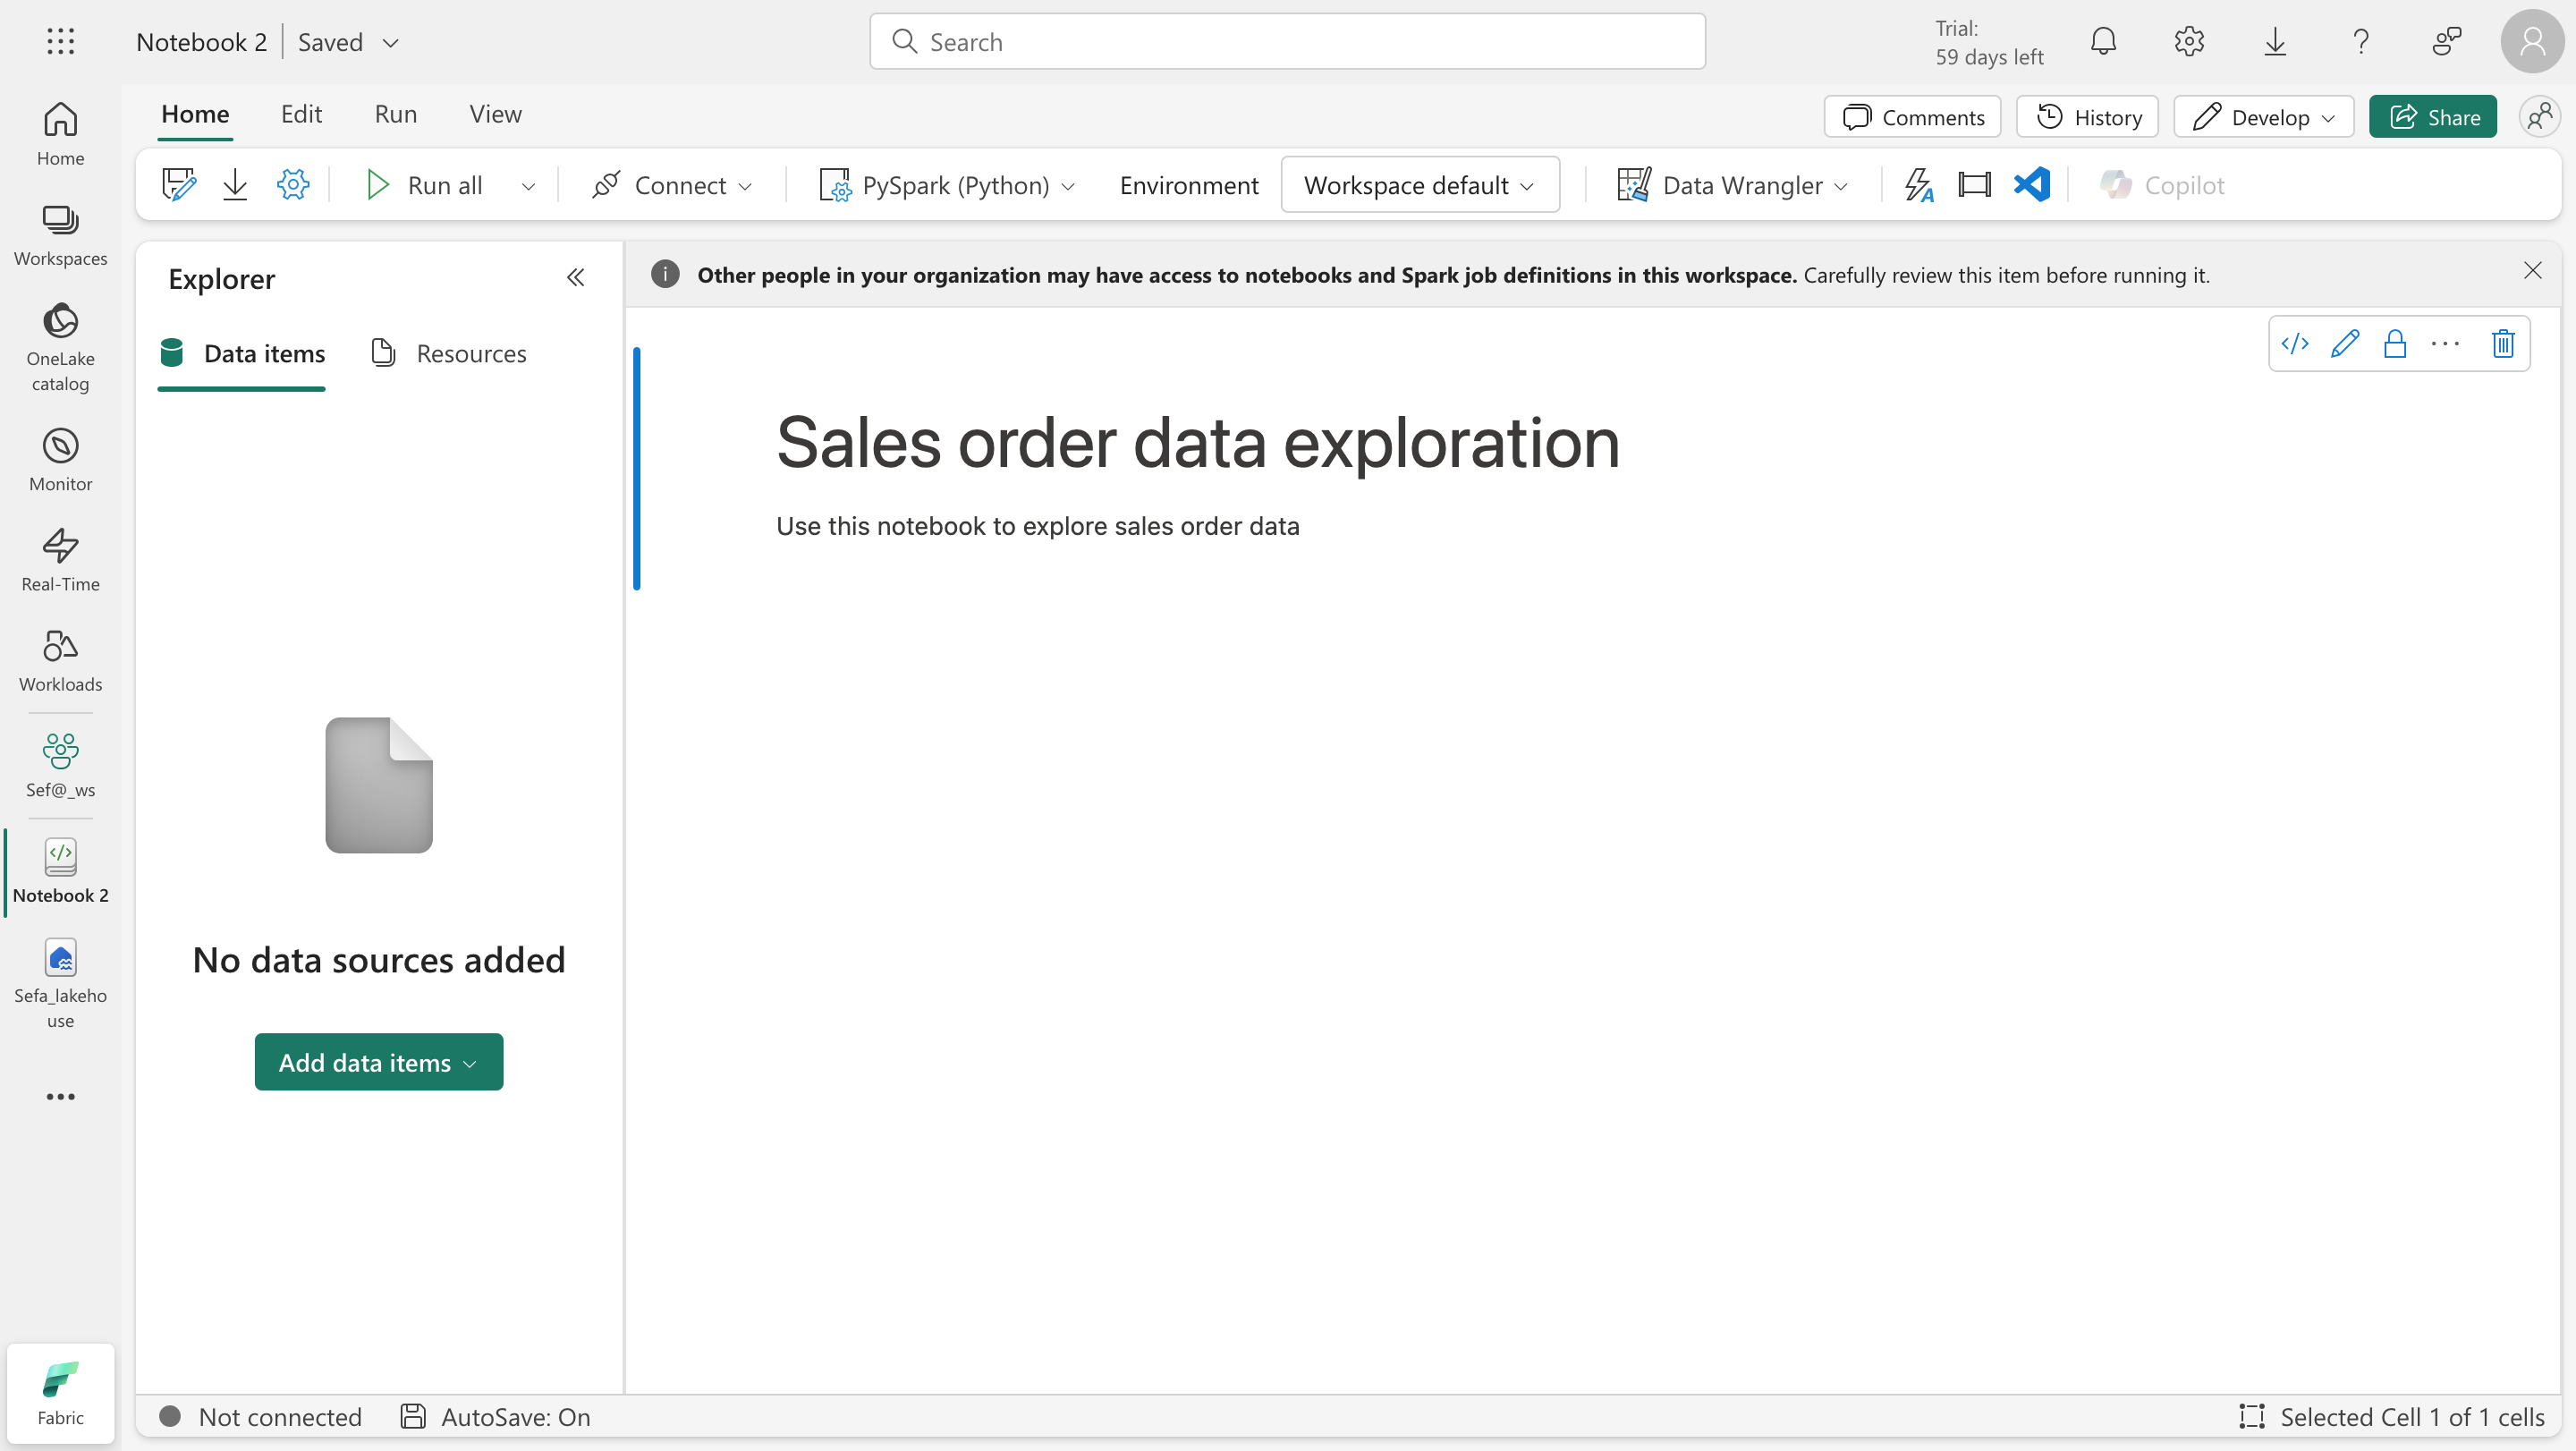 Notebook 2 | Saved
Search
Trial:
59 days left
Home Edit Run View
Comments History Develop Share
Run all Connect PySpark (Python) Environment Workspace default Data Wrangler Copilot
Home
Workspaces
OneLake
catalog
Monitor
Real-Time
Workloads
Sef@_ws
Notebook 2
Sefa_lakeho
use
Fabric
Explorer
Data items Resources
No data sources added
Add data items
Other people in your organization may have access to notebooks and Spark job definitions in this workspace. Carefully review this item before running it.
Sales order data exploration
Use this notebook to explore sales order data
Not connected AutoSave: On Selected Cell 1 of 1 cells